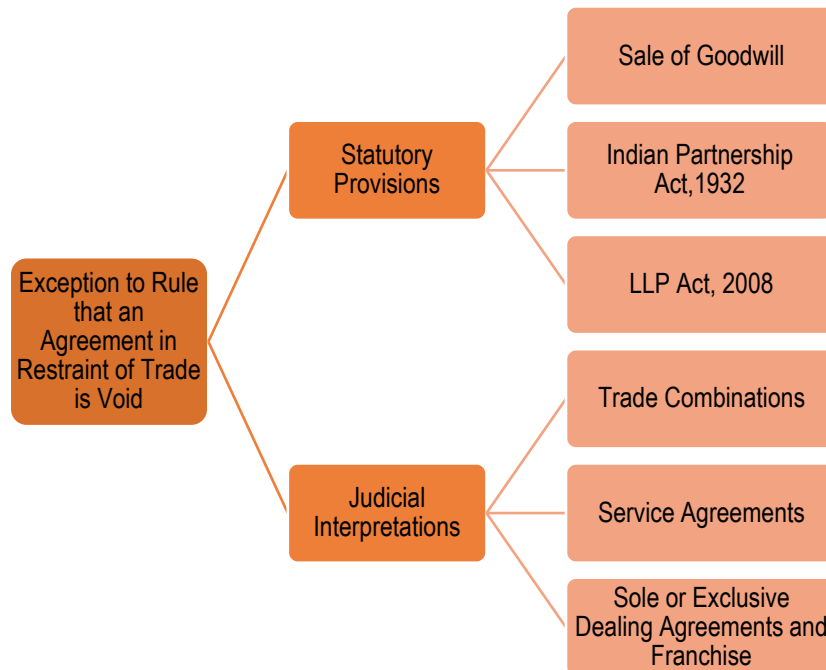 Exception to Rule
that an
Agreement in
Restraint of Trade
is Void
Statutory
Provisions
Sale of Goodwill
Indian Partnership
Act,1932
LLP Act, 2008
Judicial
Interpretations
Trade Combinations
Service Agreements
Sole or Exclusive
Dealing Agreements and
Franchise